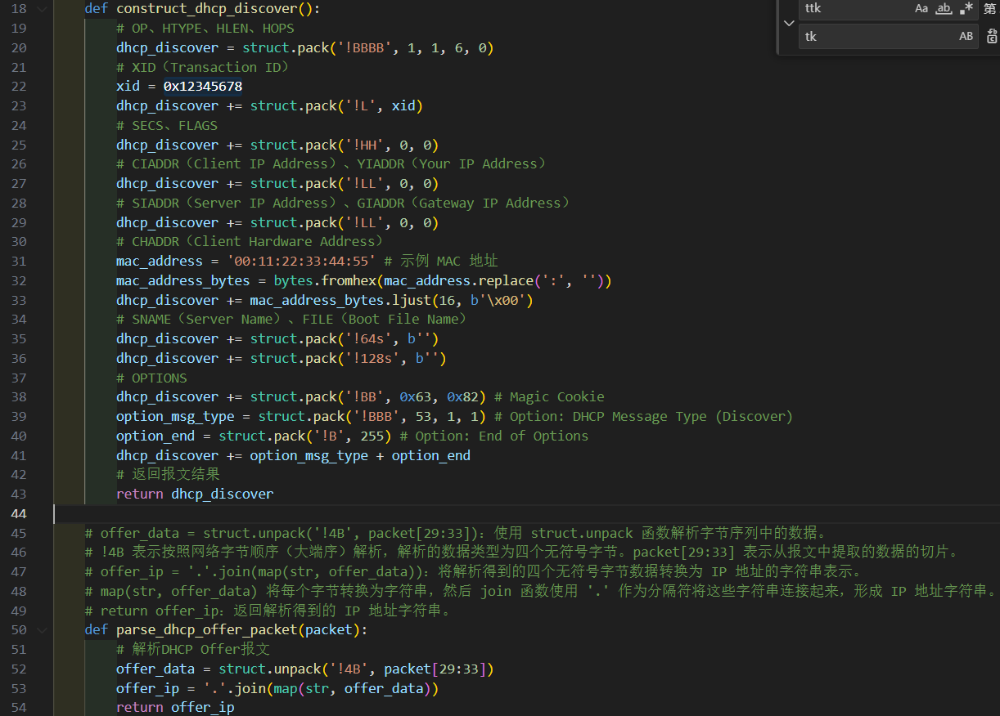 ttk
Aa ab .* 第
tk
AB
18 def construct_dhcp_discover():
19 # OP、HTYPE、HLEN、HOPS
20 dhcp_discover = struct.pack('!BBBB', 1, 1, 6, 0)
21 # XID（Transaction ID）
22 xid = 0x12345678
23 dhcp_discover += struct.pack('!L', xid)
24 # SECS、FLAGS
25 dhcp_discover += struct.pack('!HH', 0, 0)
26 # CIADDR（Client IP Address）、YIADDR（Your IP Address）
27 dhcp_discover += struct.pack('!LL', 0, 0)
28 # SIADDR（Server IP Address）、GIADDR（Gateway IP Address）
29 dhcp_discover += struct.pack('!LL', 0, 0)
30 # CHADDR（Client Hardware Address）
31 mac_address = '00:11:22:33:44:55' # 示例 MAC 地址
32 mac_address_bytes = bytes.fromhex(mac_address.replace(':', ''))
33 dhcp_discover += mac_address_bytes.ljust(16, b'\x00')
34 # SNAME（Server Name）、FILE（Boot File Name）
35 dhcp_discover += struct.pack('!64s', b'')
36 dhcp_discover += struct.pack('!128s', b'')
37 # OPTIONS
38 dhcp_discover += struct.pack('!BB', 0x63, 0x82) # Magic Cookie
39 option_msg_type = struct.pack('!BBB', 53, 1, 1) # Option: DHCP Message Type (Discover)
40 option_end = struct.pack('!B', 255) # Option: End of Options
41 dhcp_discover += option_msg_type + option_end
42 # 返回报文结果
43 return dhcp_discover
44
45 # offer_data = struct.unpack('!4B', packet[29:33])：使用 struct.unpack 函数解析字节序列中的数据。
46 # !4B 表示按照网络字节顺序（大端序）解析，解析的数据类型为四个无符号字节。packet[29:33] 表示从报文中提取的数据的切片。
47 # offer_ip = '.'.join(map(str, offer_data))：将解析得到的四个无符号字节数据转换为 IP 地址的字符串表示。
48 # map(str, offer_data) 将每个字节转换为字符串，然后 join 函数使用 '.' 作为分隔符将这些字符串连接起来，形成 IP 地址字符串。
49 # return offer_ip：返回解析得到的 IP 地址字符串。
50 def parse_dhcp_offer_packet(packet):
51 # 解析DHCP Offer报文
52 offer_data = struct.unpack('!4B', packet[29:33])
53 offer_ip = '.'.join(map(str, offer_data))
54 return offer_ip